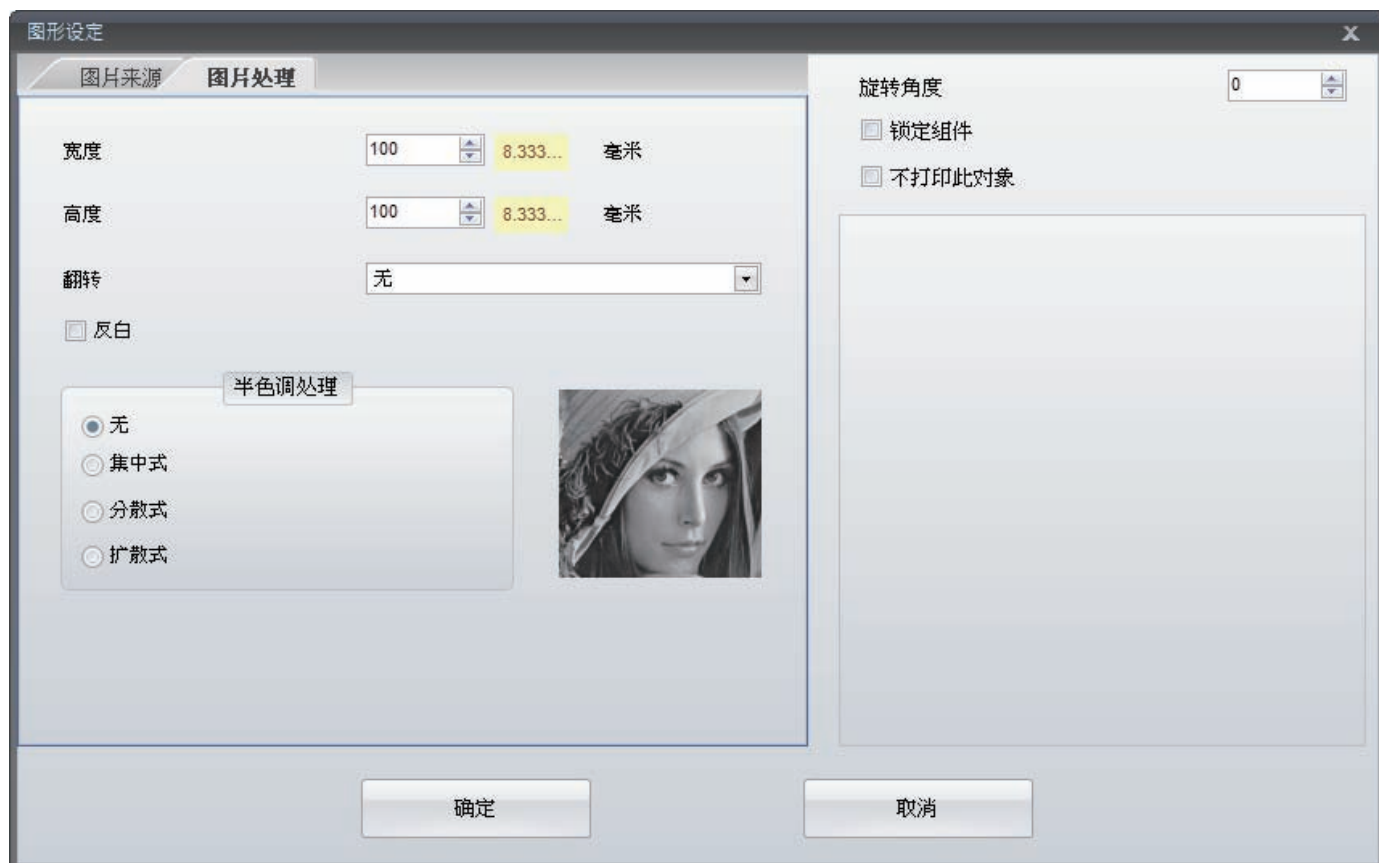 图形设定 x
图片来源 图片处理
宽度 100 8.333... 毫米
高度 100 8.333... 毫米
翻转 无
反白
半色调处理
无
集中式
分散式
扩散式
旋转角度 0
锁定组件
不打印此对象
确定 取消